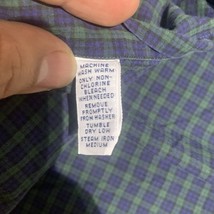 MACHINE
WASH WARM
ONLY NON-
CHLORINE
BLEACH
WHEN NEEDED
REMOVE
PROMPTLY
FROM WASHER
TUMBLE
DRY LOW
STEAM IRON
MEDIUM